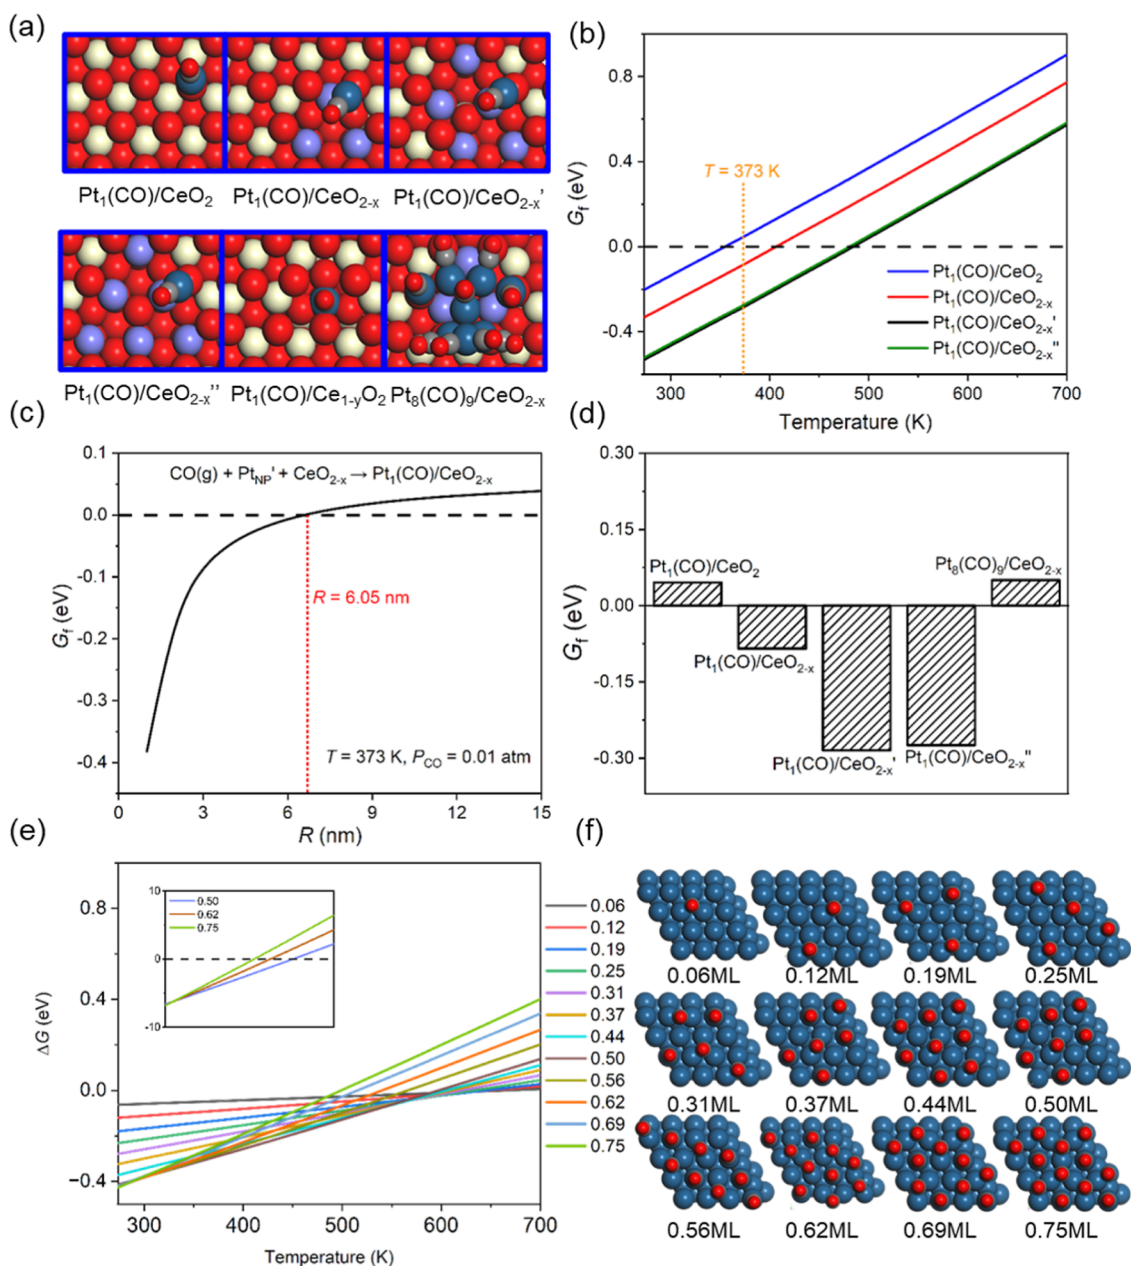 (a)
Pt₁(CO)/CeO₂
Pt₁(CO)/CeO₂₋ₓ
Pt₁(CO)/CeO₂₋ₓ'
Pt₁(CO)/CeO₂₋ₓ''
Pt₁(CO)/Ce₁₋yO₂
Pt₈(CO)₉/CeO₂₋ₓ
(b)
0.8
0.4
0.0
-0.4
Gf (eV)
T = 373 K
Pt₁(CO)/CeO₂
Pt₁(CO)/CeO₂₋ₓ
Pt₁(CO)/CeO₂₋ₓ'
Pt₁(CO)/CeO₂₋ₓ''
300
400
500
600
700
Temperature (K)
(c)
0.1
0.0
-0.1
-0.2
-0.3
-0.4
Gf (eV)
CO(g) + PtNP' + CeO₂₋ₓ → Pt₁(CO)/CeO₂₋ₓ
R = 6.05 nm
T = 373 K, PCO = 0.01 atm
0
3
6
9
12
15
R (nm)
(d)
0.30
0.15
0.00
-0.15
-0.30
Gf (eV)
Pt₁(CO)/CeO₂
Pt₁(CO)/CeO₂₋ₓ
Pt₁(CO)/CeO₂₋ₓ'
Pt₁(CO)/CeO₂₋ₓ''
Pt₈(CO)₉/CeO₂₋ₓ
(e)
0.8
0.4
0.0
−0.4
ΔG (eV)
10
0
-10
0.50
0.62
0.75
300
400
500
600
700
Temperature (K)
0.06
0.12
0.19
0.25
0.31
0.37
0.44
0.50
0.56
0.62
0.69
0.75
(f)
0.06ML
0.12ML
0.19ML
0.25ML
0.31ML
0.37ML
0.44ML
0.50ML
0.56ML
0.62ML
0.69ML
0.75ML